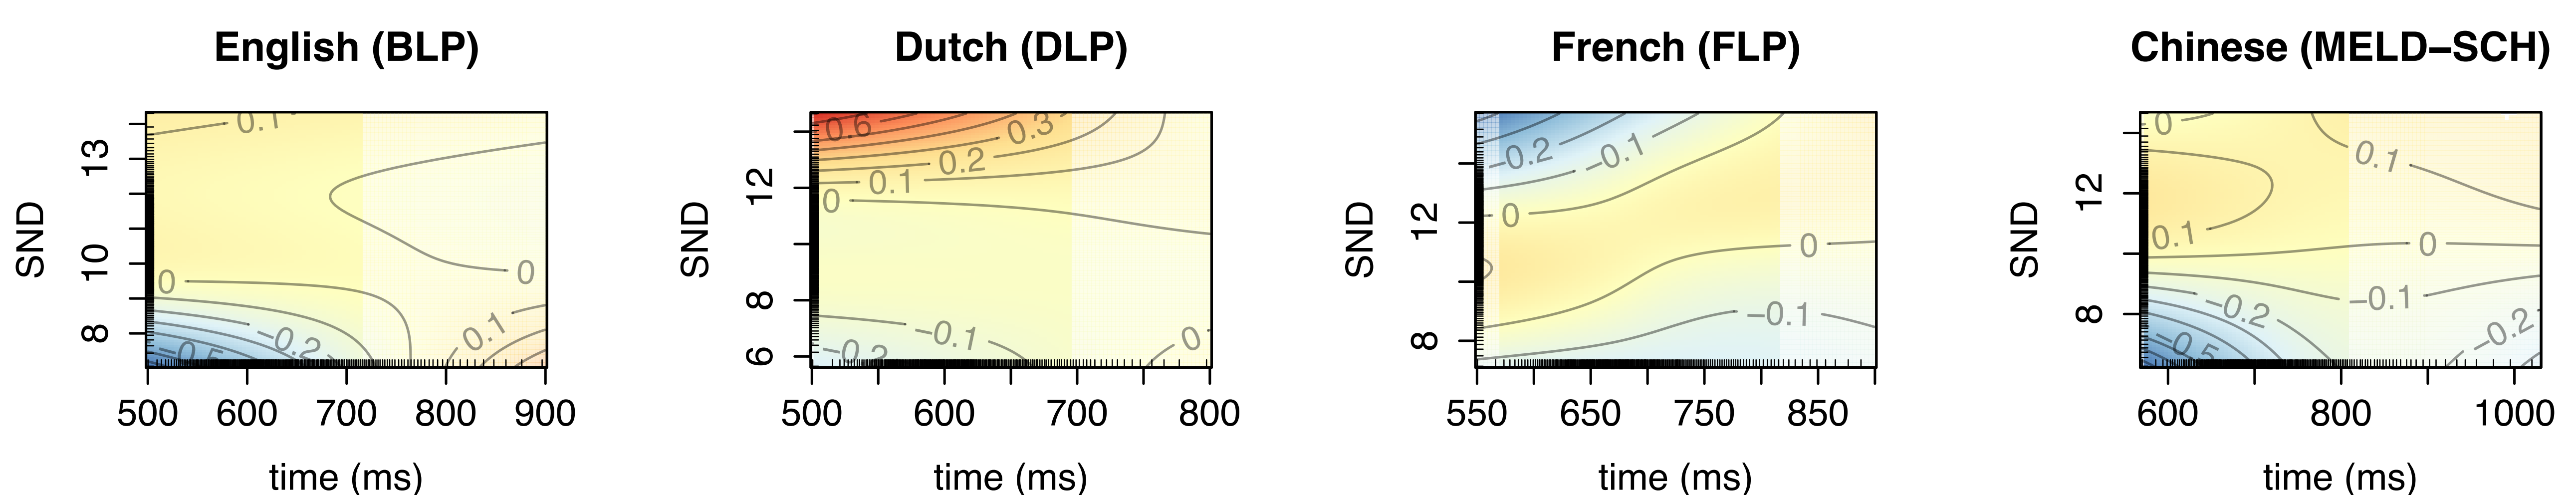 English (BLP)
SND
13
10
8
0.1
0
0
-0.2
-0.5
0.1
500 600 700 800 900
time (ms)
Dutch (DLP)
SND
12
8
6
0.6
0.3
0.2
0.1
0
-0.1
-0.2
0
500 600 700 800
time (ms)
French (FLP)
SND
12
8
-0.2
-0.1
0
0
-0.1
550 650 750 850
time (ms)
Chinese (MELD–SCH)
SND
12
8
0
0.1
0.1
0
-0.1
-0.2
-0.2
-0.5
600 800 1000
time (ms)